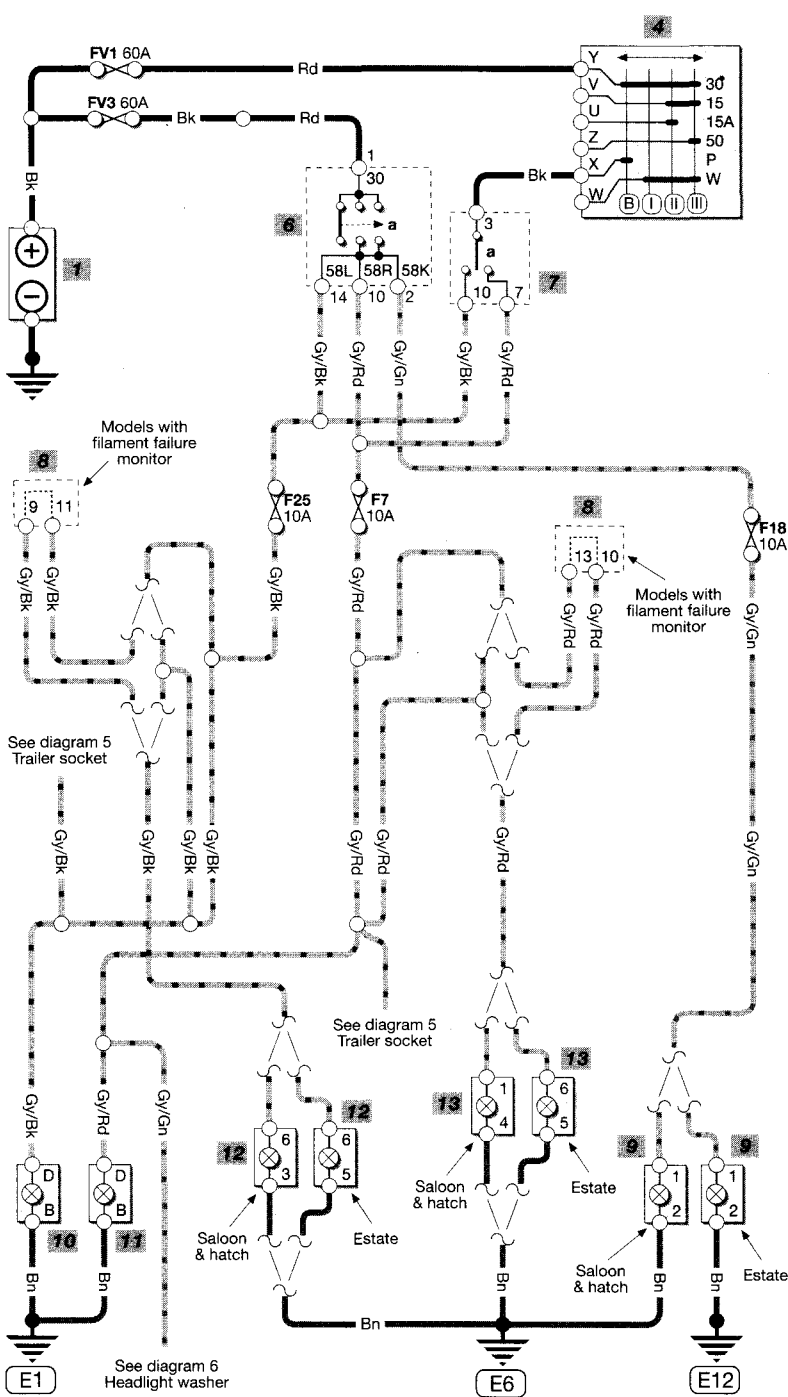 4
FV1 60A
Rd
Y
V
30
FV3 60A
Bk
Rd
15
U
15A
Z
50
1
X
P
30
Bk
W
W
B I II III
Bk
6
a
3
a
1
+
−
58L 58R 58K
14 10 2
10 7
7
Gy/Bk
Gy/Rd
Gy/Gn
Gy/Bk
Gy/Rd
Models with
filament failure
monitor
8
9 11
F25
10A
F7
10A
8
13 10
F18
10A
Gy/Bk
Gy/Bk
Gy/Bk
Gy/Rd
Gy/Rd
Gy/Rd
Models with
filament failure
monitor
Gy/Gn
See diagram 5
Trailer socket
Gy/Bk
Gy/Bk
Gy/Bk
Gy/Bk
Gy/Rd
Gy/Rd
Gy/Rd
Gy/Gn
See diagram 5
Trailer socket
Gy/Bk
Gy/Rd
Gy/Gn
12
6
3
12
6
5
13
1
4
13
6
5
9
1
2
9
1
2
D
B
10
D
B
11
Saloon
& hatch
Estate
Saloon
& hatch
Estate
Saloon
& hatch
Estate
Bn
Bn
Bn
Bn
Bn
Bn
See diagram 6
Headlight washer
E1
E6
E12